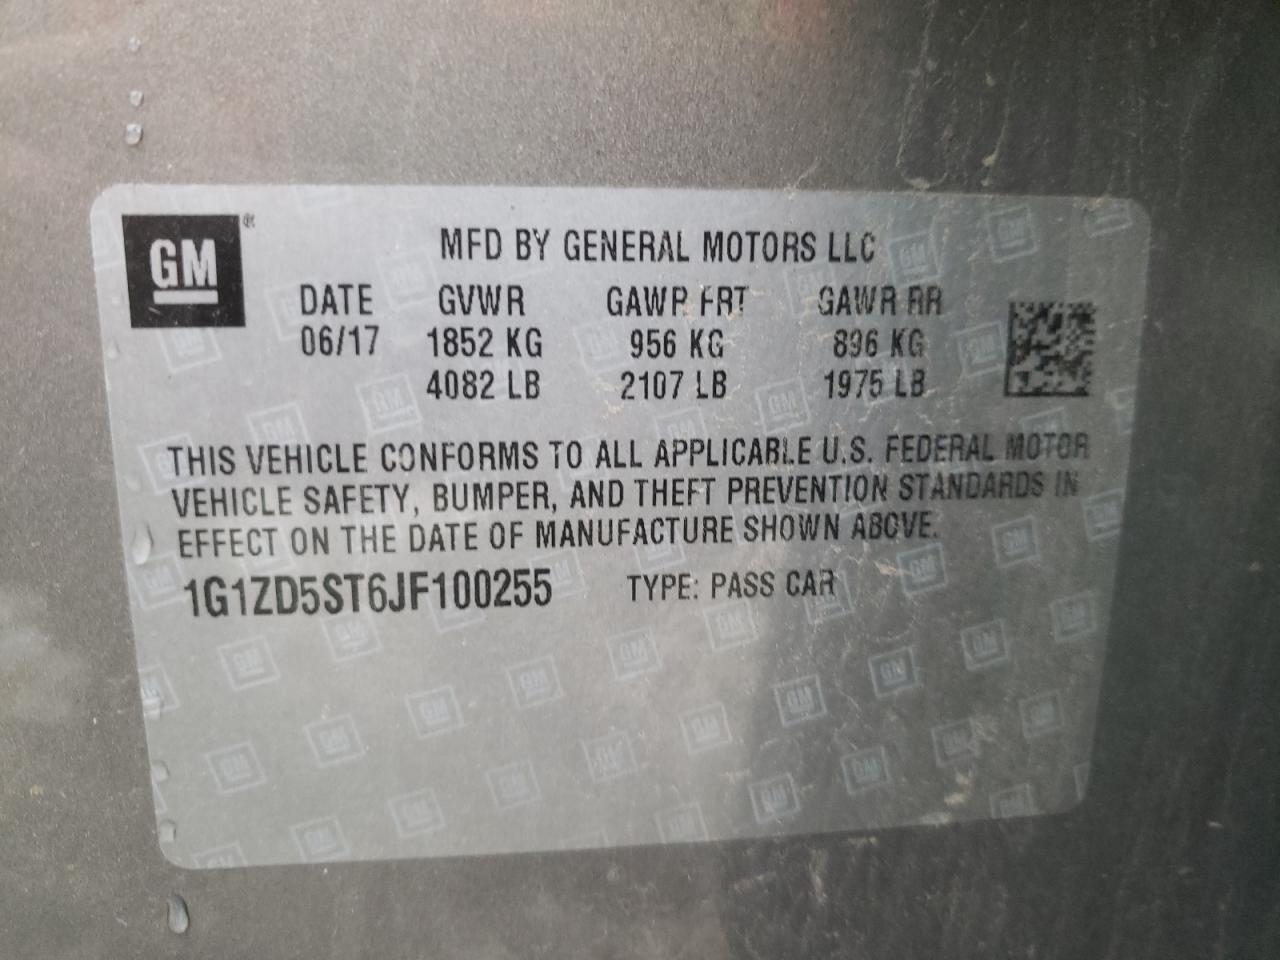 GM ®
MFD BY GENERAL MOTORS LLC
DATE GVWR GAWR FRT GAWR RR
06/17 1852 KG 956 KG 896 KG
4082 LB 2107 LB 1975 LB
THIS VEHICLE CONFORMS TO ALL APPLICABLE U.S. FEDERAL MOTOR
VEHICLE SAFETY, BUMPER, AND THEFT PREVENTION STANDARDS IN
EFFECT ON THE DATE OF MANUFACTURE SHOWN ABOVE.
1G1ZD5ST6JF100255 TYPE: PASS CAR